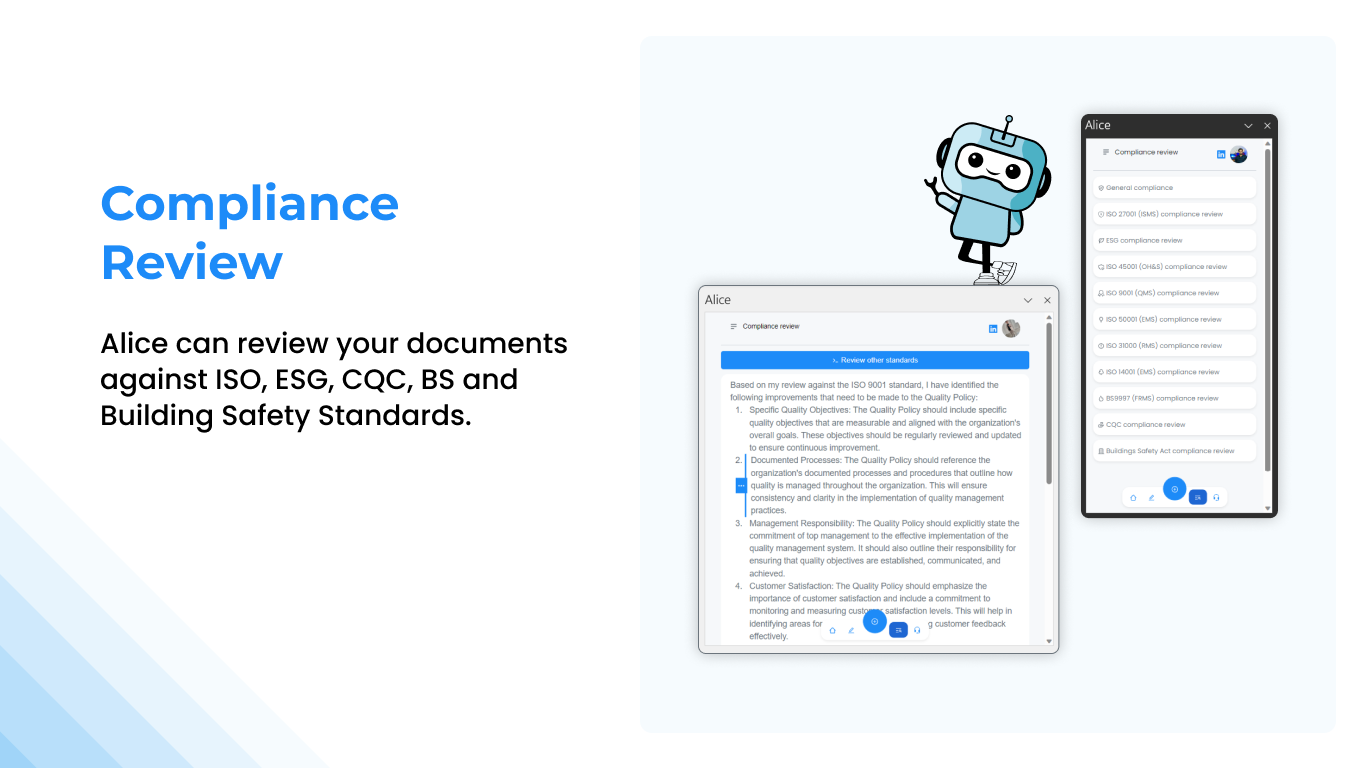 Compliance
Review
Alice can review your documents
against ISO, ESG, CQC, BS and
Building Safety Standards.
Alice
Compliance review
in
General compliance
ISO 27001 (ISMS) compliance review
ESG compliance review
ISO 45001 (OH&S) compliance review
ISO 9001 (QMS) compliance review
ISO 50001 (EMS) compliance review
ISO 31000 (RMS) compliance review
ISO 14001 (EMS) compliance review
BS9997 (FRMS) compliance review
CQC compliance review
Buildings Safety Act compliance review
Alice
Compliance review
in
Review other standards
Based on my review against the ISO 9001 standard, I have identified the
following improvements that need to be made to the Quality Policy:
1. Specific Quality Objectives: The Quality Policy should include specific
quality objectives that are measurable and aligned with the organization's
overall goals. These objectives should be regularly reviewed and updated
to ensure continuous improvement.
2. Documented Processes: The Quality Policy should reference the
organization's documented processes and procedures that outline how
quality is managed throughout the organization. This will ensure
consistency and clarity in the implementation of quality management
practices.
3. Management Responsibility: The Quality Policy should explicitly state the
commitment of top management to the effective implementation of the
quality management system. It should also outline their responsibility for
ensuring that quality objectives are established, communicated, and
achieved.
4. Customer Satisfaction: The Quality Policy should emphasize the
importance of customer satisfaction and include a commitment to
monitoring and measuring customer satisfaction levels. This will help in
identifying areas for customer feedback
effectively.